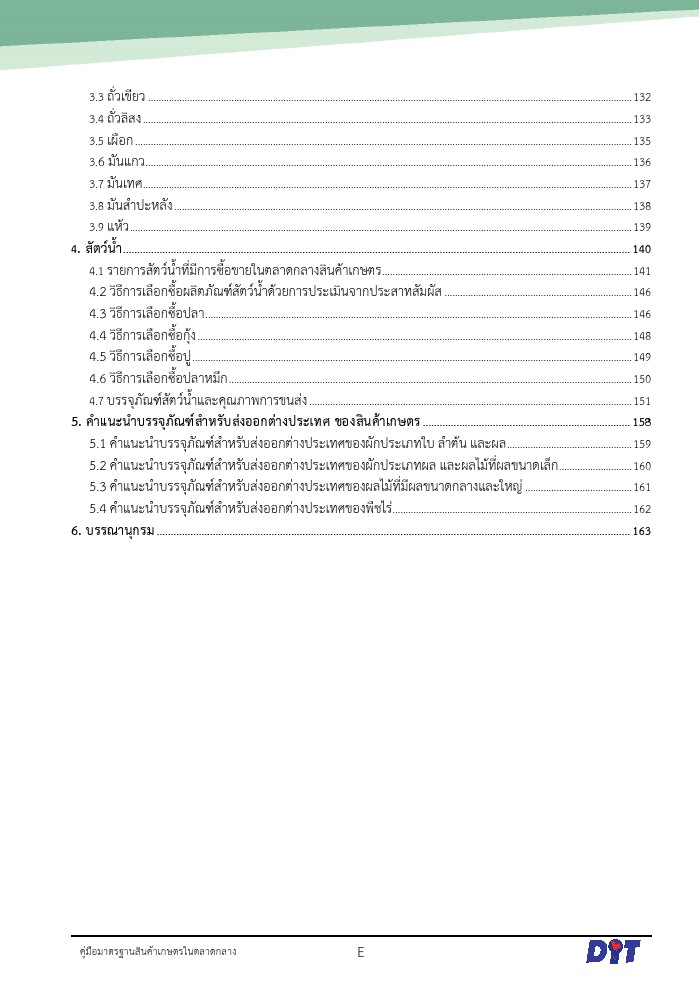 3.3 ถั่วเขียว 132
3.4 ถั่วลิสง 133
3.5 เผือก 135
3.6 มันแกว 136
3.7 มันเทศ 137
3.8 มันสำปะหลัง 138
3.9 แห้ว 139
4. สัตว์น้ำ 140
4.1 รายการสัตว์น้ำที่มีการซื้อขายในตลาดกลางสินค้าเกษตร 141
4.2 วิธีการเลือกซื้อผลิตภัณฑ์สัตว์น้ำด้วยการประเมินจากประสาทสัมผัส 146
4.3 วิธีการเลือกซื้อปลา 146
4.4 วิธีการเลือกซื้อกุ้ง 148
4.5 วิธีการเลือกซื้อปู 149
4.6 วิธีการเลือกซื้อปลาหมึก 150
4.7 บรรจุภัณฑ์สัตว์น้ำและคุณภาพการขนส่ง 151
5. คำแนะนำบรรจุภัณฑ์สำหรับส่งออกต่างประเทศ ของสินค้าเกษตร 158
5.1 คำแนะนำบรรจุภัณฑ์สำหรับส่งออกต่างประเทศของผักประเภทใบ ลำต้น และผล 159
5.2 คำแนะนำบรรจุภัณฑ์สำหรับส่งออกต่างประเทศของผักประเภทผล และผลไม้ที่ผลขนาดเล็ก 160
5.3 คำแนะนำบรรจุภัณฑ์สำหรับส่งออกต่างประเทศของผลไม้ที่มีผลขนาดกลางและใหญ่ 161
5.4 คำแนะนำบรรจุภัณฑ์สำหรับส่งออกต่างประเทศของพืชไร่ 162
6. บรรณานุกรม 163
คู่มือมาตรฐานสินค้าเกษตรในตลาดกลาง E DIT